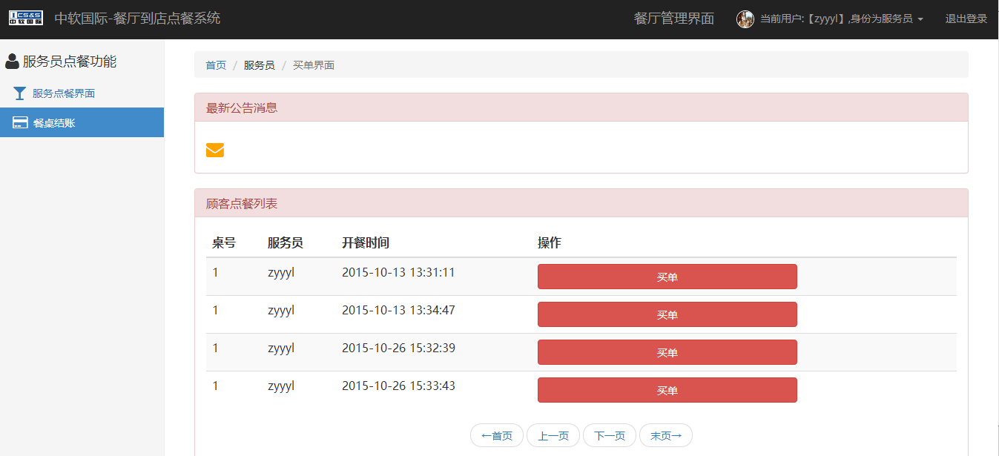 CS&S
中软国际
中软国际-餐厅到店点餐系统
餐厅管理界面
当前用户:【zyyyl】,身份为服务员
退出登录
服务员点餐功能
服务点餐界面
餐桌结账
首页 / 服务员 / 买单界面
最新公告消息
顾客点餐列表
桌号 服务员 开餐时间 操作
1 zyyyl 2015-10-13 13:31:11 买单
1 zyyyl 2015-10-13 13:34:47 买单
1 zyyyl 2015-10-26 15:32:39 买单
1 zyyyl 2015-10-26 15:33:43 买单
←首页 上一页 下一页 末页→